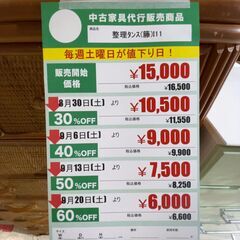 中古家具代行販売商品
商品名
整理タンス(籐)t11
毎週土曜日が値下り日！
販売開始
価格
¥15,000
税込価格
¥16,500
8月30日(土)より
30%OFF
¥10,500
税込価格
¥11,550
9月6日(土)より
40%OFF
¥9,000
税込価格
¥9,900
9月13日(土)より
50%OFF
¥7,500
税込価格
¥8,250
9月20日(土)より
60%OFF
¥6,000
税込価格
¥6,600
サイズ
W
D
H